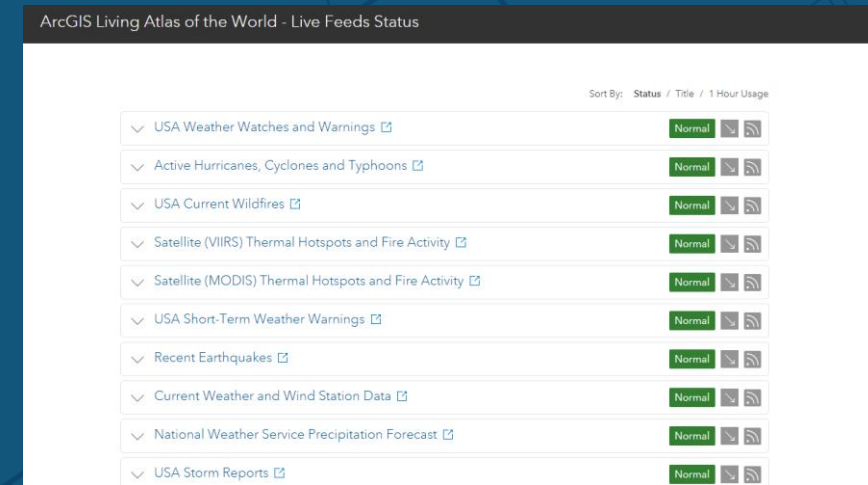 ArcGIS Living Atlas of the World - Live Feeds Status
Sort By: Status / Title / 1 Hour Usage
USA Weather Watches and Warnings Normal
Active Hurricanes, Cyclones and Typhoons Normal
USA Current Wildfires Normal
Satellite (VIIRS) Thermal Hotspots and Fire Activity Normal
Satellite (MODIS) Thermal Hotspots and Fire Activity Normal
USA Short-Term Weather Warnings Normal
Recent Earthquakes Normal
Current Weather and Wind Station Data Normal
National Weather Service Precipitation Forecast Normal
USA Storm Reports Normal